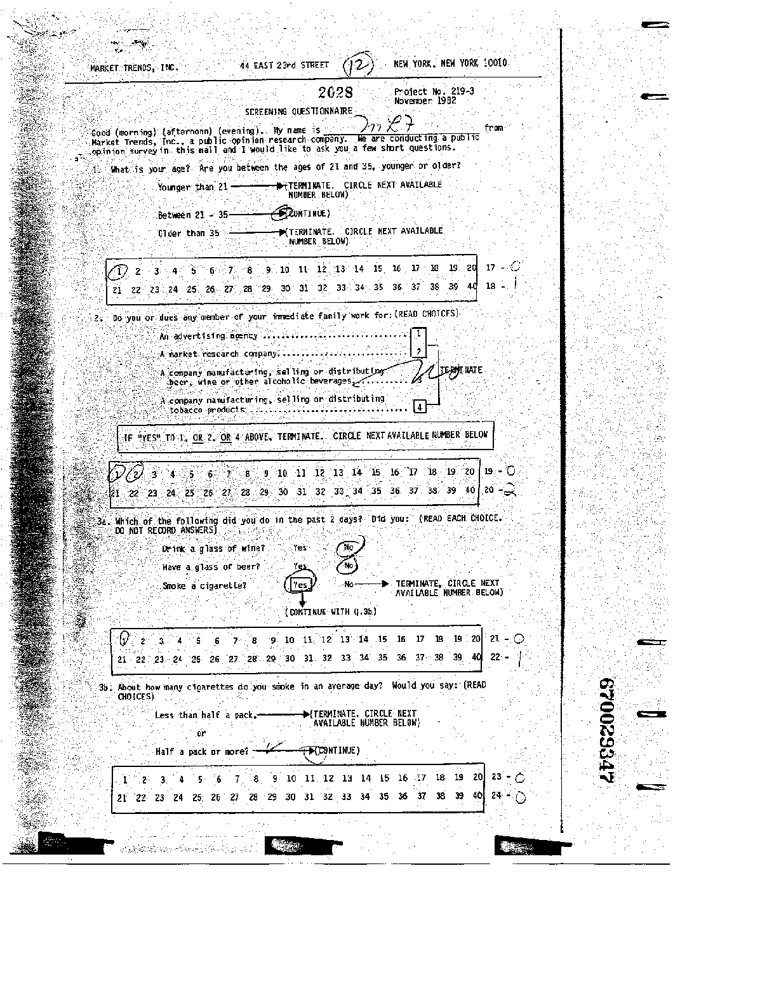 MARKET TRENDS, INC. 44 EAST 23rd STREET (12) NEW YORK, NEW YORK 10010
2028 Project No. 219-3
November 1982
SCREENING QUESTIONNAIRE
Good (morning) (afternoon) (evening). My name is from
Market Trends, Inc., a public opinion research company. We are conducting a public
opinion survey in this mall and I would like to ask you a few short questions.
1. What is your age? Are you between the ages of 21 and 35, younger or older?
Younger than 21 (TERMINATE. CIRCLE NEXT AVAILABLE
NUMBER BELOW)
Between 21 - 35 (CONTINUE)
Older than 35 (TERMINATE. CIRCLE NEXT AVAILABLE
NUMBER BELOW)
1 2 3 4 5 6 7 8 9 10 11 12 13 14 15 16 17 18 19 20 17 - 0
21 22 23 24 25 26 27 28 29 30 31 32 33 34 35 36 37 38 39 40 18 - 1
2. Do you or does any member of your immediate family work for: (READ CHOICES)
An advertising agency .................... 1
A market research company................. 2
A company manufacturing, selling or distributing TERMINATE
beer, wine or other alcoholic beverages,..........
A company manufacturing, selling or distributing
tobacco products .......................... 4
IF "YES" TO 1, OR 2, OR 4 ABOVE, TERMINATE. CIRCLE NEXT AVAILABLE NUMBER BELOW
1 2 3 4 5 6 7 8 9 10 11 12 13 14 15 16 17 18 19 20 19 - 0
21 22 23 24 25 26 27 28 29 30 31 32 33 34 35 36 37 38 39 40 20 - 2
3a. Which of the following did you do in the past 2 days? Did you: (READ EACH CHOICE.
DO NOT RECORD ANSWERS)
Drink a glass of wine? Yes No
Have a glass of beer? Yes No
Smoke a cigarette? Yes No TERMINATE, CIRCLE NEXT
AVAILABLE NUMBER BELOW)
(CONTINUE WITH Q.3b)
1 2 3 4 5 6 7 8 9 10 11 12 13 14 15 16 17 18 19 20 21 - 0
21 22 23 24 25 26 27 28 29 30 31 32 33 34 35 36 37 38 39 40 22 - 1
3b. About how many cigarettes do you smoke in an average day? Would you say: (READ
CHOICES)
Less than half a pack, (TERMINATE. CIRCLE NEXT
AVAILABLE NUMBER BELOW)
or
Half a pack or more? (CONTINUE)
1 2 3 4 5 6 7 8 9 10 11 12 13 14 15 16 17 18 19 20 23 - 0
21 22 23 24 25 26 27 28 29 30 31 32 33 34 35 36 37 38 39 40 24 - 0
670029347